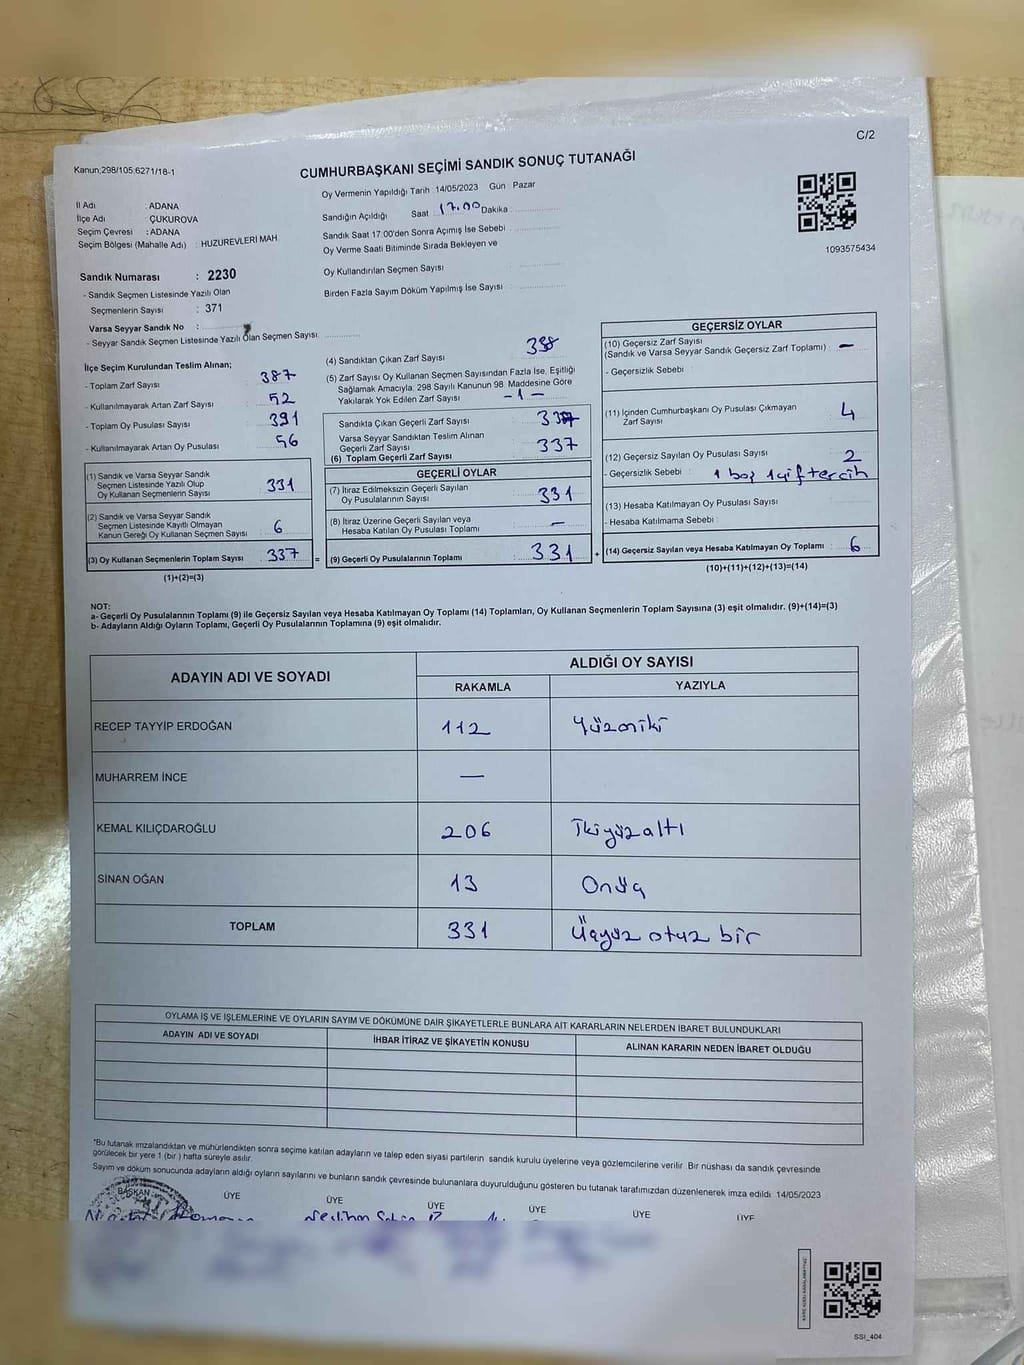 C/2
Kanun;298/105,6271/18-1
CUMHURBAŞKANI SEÇİMİ SANDIK SONUÇ TUTANAĞI
Oy Vermenin Yapıldığı Tarih 14/05/2023 Gün Pazar
İl Adı : ADANA
İlçe Adı : ÇUKUROVA
Seçim Çevresi : ADANA
Seçim Bölgesi (Mahalle Adı) : HUZUREVLERİ MAH.
Sandık Numarası : 2230
- Sandık Seçmen Listesinde Yazılı Olan
Seçmenlerin Sayısı : 371
Varsa Seyyar Sandık No :
- Seyyar Sandık Seçmen Listesinde Yazılı Olan Seçmen Sayısı:
Sandığın Açıldığı Saat 17.00 Dakika :
Sandık Saat 17.00'den Sonra Açımış İse Sebebi :
Oy Verme Saati Bitiminde Sırada Bekleyen ve
Oy Kullandırılan Seçmen Sayısı :
Birden Fazla Sayım Döküm Yapılmış İse Sayısı :
1093575434
İlçe Seçim Kurulundan Teslim Alınan;
- Toplam Zarf Sayısı 387
- Kullanılmayarak Artan Zarf Sayısı 52
- Toplam Oy Pusulası Sayısı 391
- Kullanılmayarak Artan Oy Pusulası 56
(1) Sandık ve Varsa Seyyar Sandık
Seçmen Listesinde Yazılı Olup
Oy Kullanan Seçmenlerin Sayısı 331
(2) Sandık ve Varsa Seyyar Sandık
Seçmen Listesinde Kayıtlı Olmayan
Kanun Gereği Oy Kullanan Seçmen Sayısı 6
(3) Oy Kullanan Seçmenlerin Toplam Sayısı 337 =
(1)+(2)=(3)
(4) Sandıktan Çıkan Zarf Sayısı 338
(5) Zarf Sayısı Oy Kullanan Seçmen Sayısından Fazla İse, Eşitliği
Sağlamak Amacıyla, 298 Sayılı Kanunun 98. Maddesine Göre
Yakılarak Yok Edilen Zarf Sayısı -1-
Sandıkta Çıkan Geçerli Zarf Sayısı : 337
Varsa Seyyar Sandıktan Teslim Alınan
Geçerli Zarf Sayısı
(6) Toplam Geçerli Zarf Sayısı : 337
GEÇERLİ OYLAR
(7) İtiraz Edilmeksizin Geçerli Sayılan
Oy Pusulalarının Sayısı : 331
(8) İtiraz Üzerine Geçerli Sayılan veya
Hesaba Katılan Oy Pusulası Toplamı : —
(9) Geçerli Oy Pusulalarının Toplamı : 331 +
GEÇERSİZ OYLAR
(10) Geçersiz Zarf Sayısı
(Sandık ve Varsa Seyyar Sandık Geçersiz Zarf Toplamı) : —
- Geçersizlik Sebebi :
(11) İçinden Cumhurbaşkanı Oy Pusulası Çıkmayan
Zarf Sayısı : 4
(12) Geçersiz Sayılan Oy Pusulası Sayısı : 2
- Geçersizlik Sebebi : 1 boş 1 çift tercih
(13) Hesaba Katılmayan Oy Pusulası Sayısı
- Hesaba Katılmama Sebebi :
(14) Geçersiz Sayılan veya Hesaba Katılmayan Oy Toplamı : 6
(10)+(11)+(12)+(13)=(14)
NOT:
a- Geçerli Oy Pusulalarının Toplamı (9) ile Geçersiz Sayılan veya Hesaba Katılmayan Oy Toplamı (14) Toplamları, Oy Kullanan Seçmenlerin Toplam Sayısına (3) eşit olmalıdır. (9)+(14)=(3)
b- Adayların Aldığı Oyların Toplamı, Geçerli Oy Pusulalarının Toplamına (9) eşit olmalıdır.
ADAYIN ADI VE SOYADI ALDIĞI OY SAYISI
RAKAMLA YAZIYLA
RECEP TAYYİP ERDOĞAN 112 Yüzoniki
MUHARREM İNCE —
KEMAL KILIÇDAROĞLU 206 İkiyüzaltı
SİNAN OĞAN 13 Onüç
TOPLAM 331 Üçyüz otuz bir
OYLAMA İŞ VE İŞLEMLERİNE VE OYLARIN SAYIM VE DÖKÜMÜNE DAİR ŞİKAYETLERLE BUNLARA AİT KARARLARIN NELERDEN İBARET BULUNDUKLARI
ADAYIN ADI VE SOYADI İHBAR İTİRAZ VE ŞİKAYETİN KONUSU ALINAN KARARIN NEDEN İBARET OLDUĞU
*Bu tutanak imzalandıktan ve mühürlendikten sonra seçime katılan adayların ve talep eden siyasi partilerin sandık kurulu üyelerine veya gözlemcilerine verilir. Bir nüshası da sandık çevresinde
görülecek bir yere 1 (bir ) hafta süreyle asılır.
Sayım ve döküm sonucunda adayların aldığı oyların sayılarını ve bunların sandık çevresinde bulunanlara duyurulduğunu gösteren bu tutanak tarafımızdan düzenlenerek imza edildi. 14/05/2023
BAŞKAN ÜYE ÜYE ÜYE ÜYE ÜYE ÜYE
SSİ_404